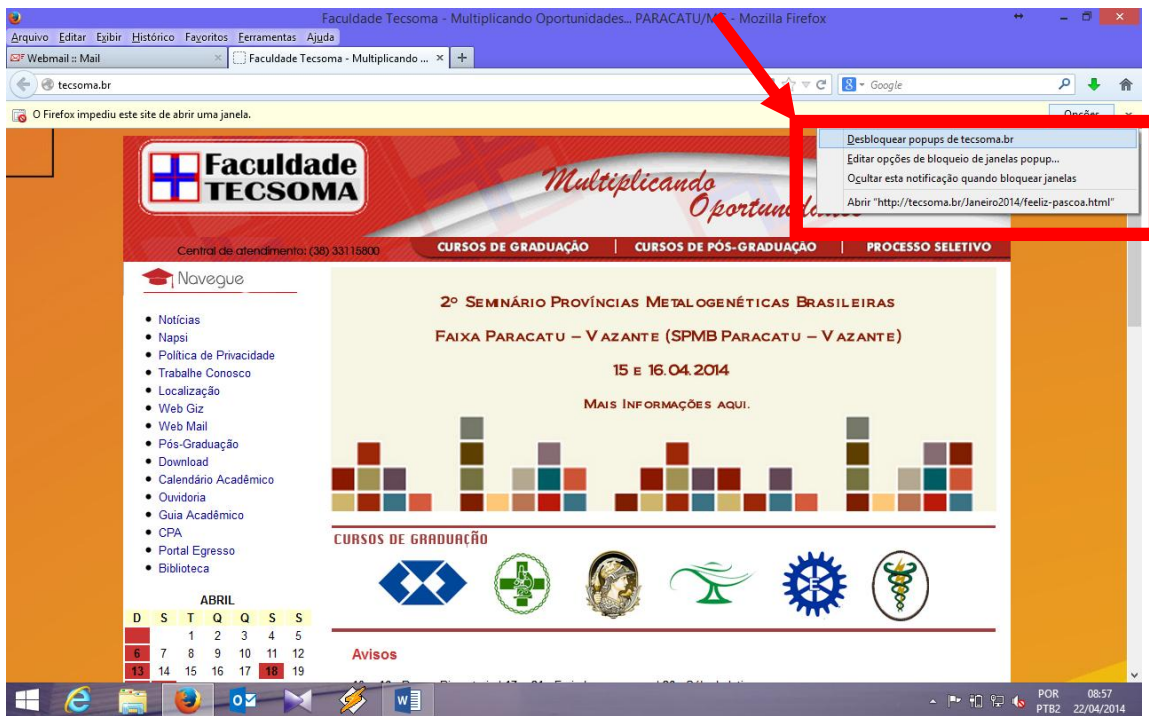 Faculdade Tecsoma - Multiplicando Oportunidades... PARACATU/M - Mozilla Firefox
Arquivo Editar Exibir Histórico Favoritos Ferramentas Ajuda
Webmail :: Mail
Faculdade Tecsoma - Multiplicando ...
tecsoma.br
8 Google
O Firefox impediu este site de abrir uma janela.
Opções
Desbloquear popups de tecsoma.br
Editar opções de bloqueio de janelas popup...
Ocultar esta notificação quando bloquear janelas
Abrir "http://tecsoma.br/Janeiro2014/feeliz-pascoa.html"
Faculdade
TECSOMA
Multiplicando
Central de atendimento: (38) 33115800
CURSOS DE GRADUAÇÃO | CURSOS DE PÓS-GRADUAÇÃO | PROCESSO SELETIVO
Navegue
Notícias
Napsi
Política de Privacidade
Trabalhe Conosco
Localização
Web Giz
Web Mail
Pós-Graduação
Download
Calendário Acadêmico
Ouvidoria
Guia Acadêmico
CPA
Portal Egresso
Biblioteca
2º Seminário Províncias Metalogenéticas Brasileiras
Faixa Paracatu – Vazante (SPMB Paracatu – Vazante)
15 e 16.04.2014
Mais Informações aqui.
CURSOS DE GRADUAÇÃO
E
ABRIL
D S T Q Q S S
1 2 3 4 5
6 7 8 9 10 11 12
13 14 15 16 17 18 19
Avisos
POR 08:57
PTB2 22/04/2014